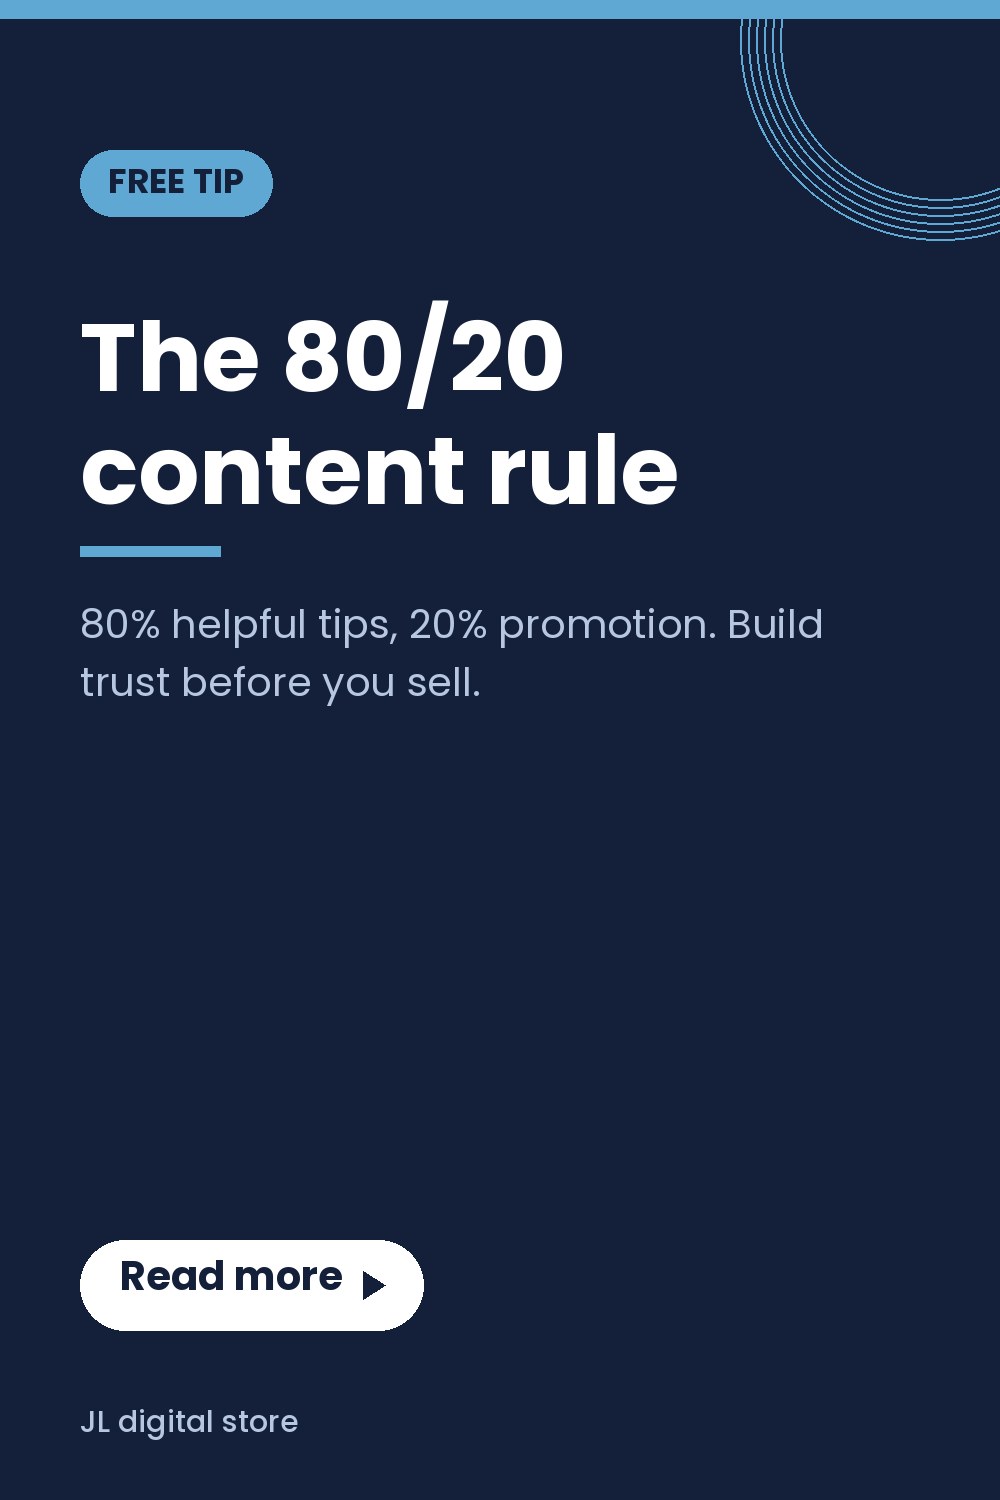 FREE TIP
The 80/20
content rule
80% helpful tips, 20% promotion. Build
trust before you sell.
Read more
JL digital store